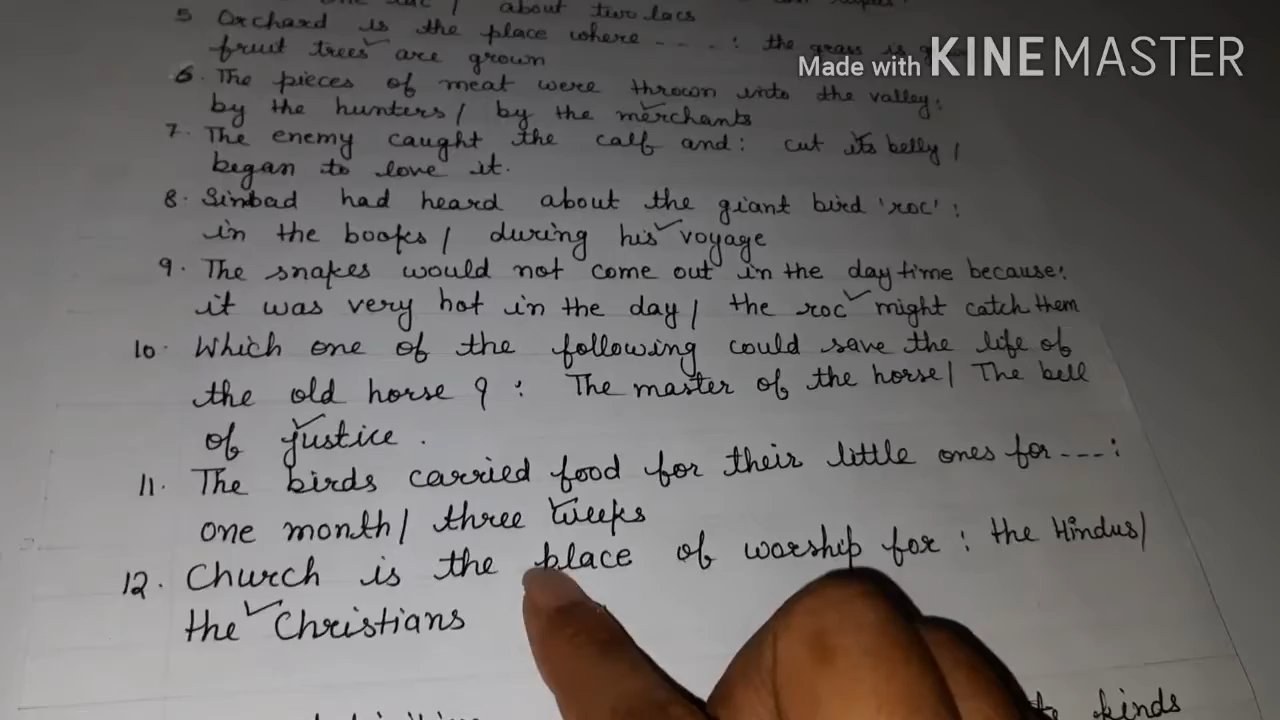 about two lacs
5 Orchard is the place where ----: the grass is
fruit trees are grown
6. The pieces of meat were thrown into the valley:
by the hunters/ by the merchants
7. The enemy caught the calf and: cut its belly/
began to love it.
8. Sinbad had heard about the giant bird 'roc':
in the books/ during his voyage
9. The snakes would not come out in the day time because:
it was very hot in the day/ the roc might catch them
10. Which one of the following could save the life of
the old horse ?: The master of the horse/ The bell
of justice.
11. The birds carried food for their little ones for---:
one month/ three weeks
12. Church is the place of worship for: the Hindus/
the Christians
kinds
Made with KINEMASTER